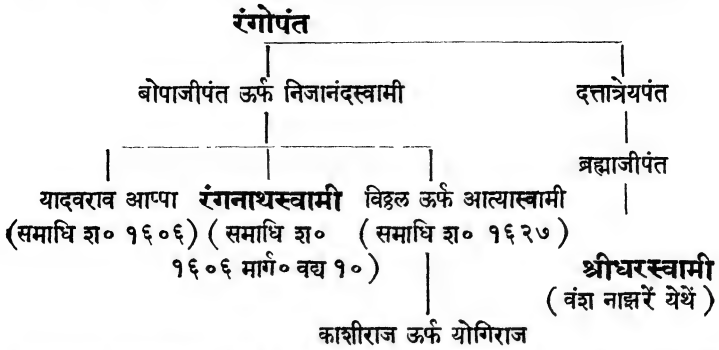 रंगोपंत
बोपाजीपंत ऊर्फ निजानंदस्वामी दत्तात्रेयपंत
ब्रह्माजीपंत
यादवराव आप्पा रंगनाथस्वामी विठ्ठल ऊर्फ आत्यास्वामी
(समाधि श० १६०६) ( समाधि श० ( समाधि श० १६२७ )
१६०६ मार्ग० वद्य १० )
श्रीधरस्वामी
( वंश नाझरें येथें )
काशीराज ऊर्फ योगिराज